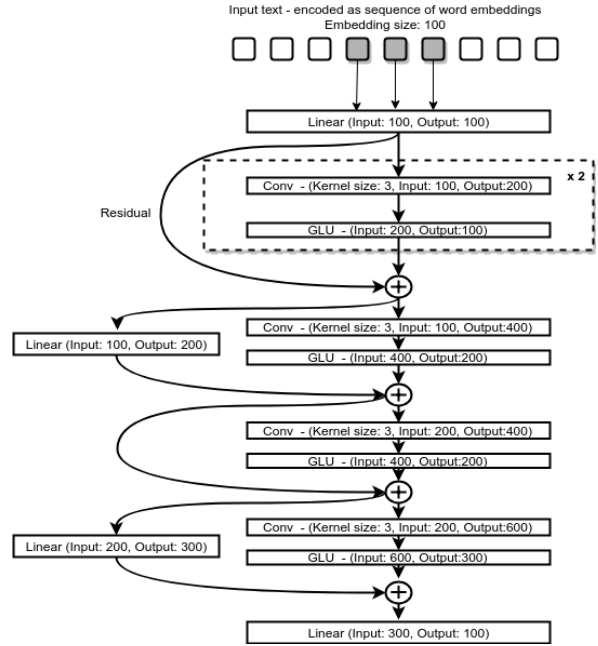 Input text - encoded as sequence of word embeddings
Embedding size: 100
Linear (Input: 100, Output: 100)
x 2
Conv - (Kernel size: 3, Input: 100, Output:200)
Residual
GLU - (Input: 200, Output:100)
Conv - (Kernel size: 3, Input: 100, Output:400)
Linear (Input: 100, Output: 200)
GLU - (Input: 400, Output:200)
Conv - (Kernel size: 3, Input: 200, Output:400)
GLU - (Input: 400, Output:200)
Conv - (Kernel size: 3, Input: 200, Output:600)
Linear (Input: 200, Output: 300)
GLU - (Input: 600, Output:300)
Linear (Input: 300, Output: 100)